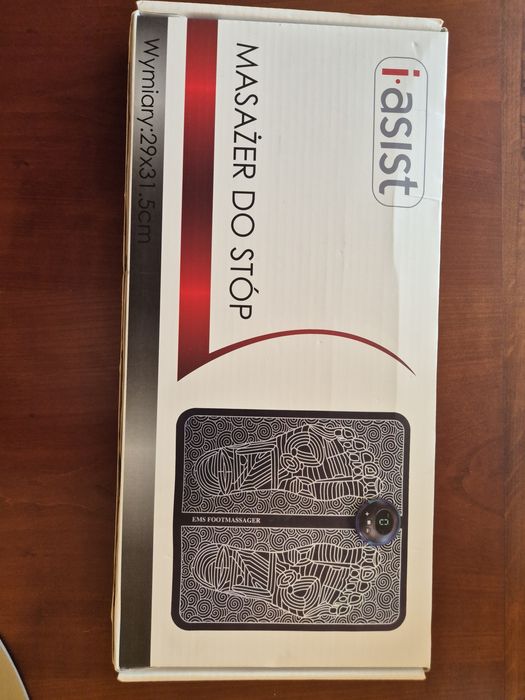 i·asist
MASAŻER DO STÓP
Wymiary:29x31.5cm
EMS FOOTMASSAGER